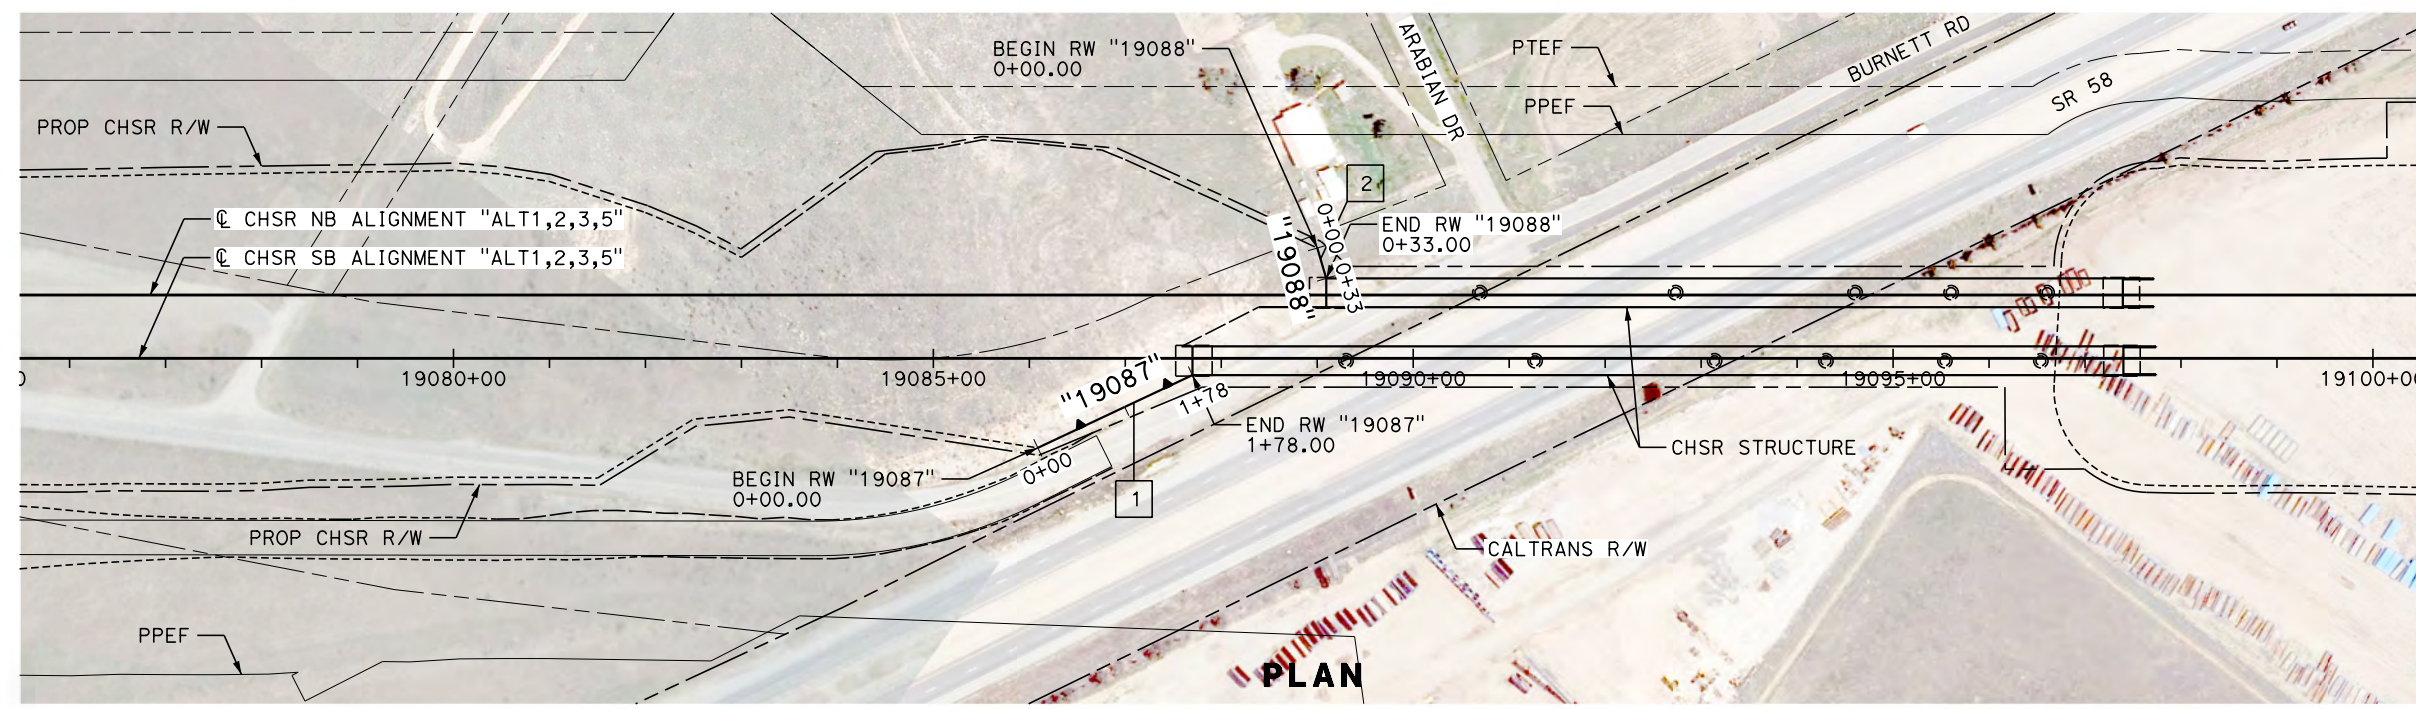 BEGIN RW "19088"
0+00.00
ARABIAN DR
PTEF
BURNETT RD
PPEF
SR 58
PROP CHSR R/W
2
℄ CHSR NB ALIGNMENT "ALT1,2,3,5"
℄ CHSR SB ALIGNMENT "ALT1,2,3,5"
"19088"
0+00
0+33
END RW "19088"
0+33.00
0
19080+00
19085+00
19090+00
19095+00
19100+0
"19087"
1+78
END RW "19087"
1+78.00
CHSR STRUCTURE
BEGIN RW "19087"
0+00.00
0+00
1
PROP CHSR R/W
CALTRANS R/W
PPEF
PLAN